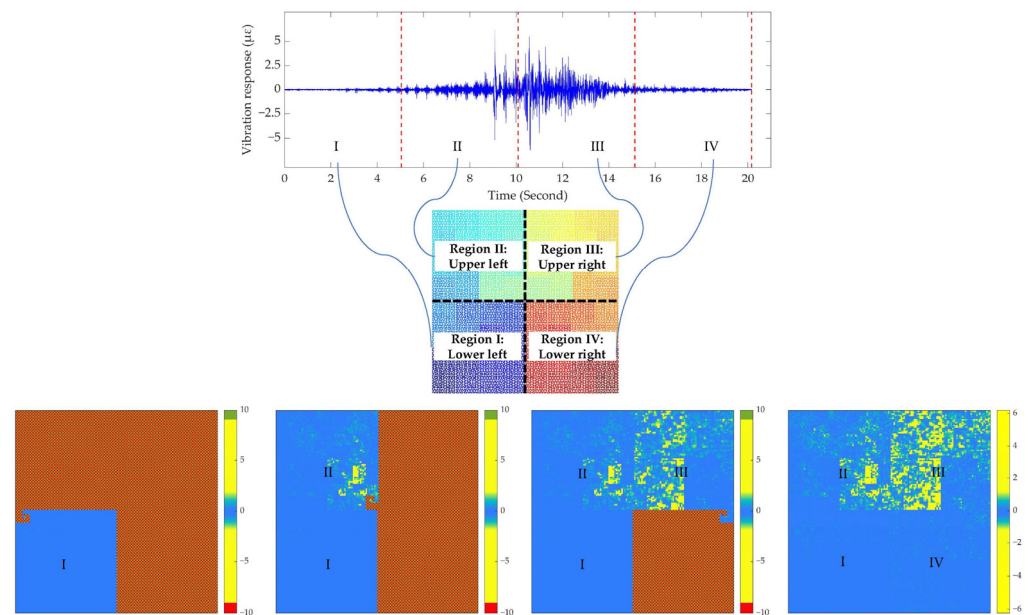 Vibration response (με)
5
2.5
0
−2.5
−5
I
II
III
IV
0
2
4
6
8
10
12
14
16
18
20
Time (Second)
Region II:
Upper left
Region III:
Upper right
Region I:
Lower left
Region IV:
Lower right
I
10
5
0
−5
−10
II
I
10
5
0
−5
−10
II
III
I
10
5
0
−5
−10
II
III
I
IV
6
4
2
0
−2
−4
−6